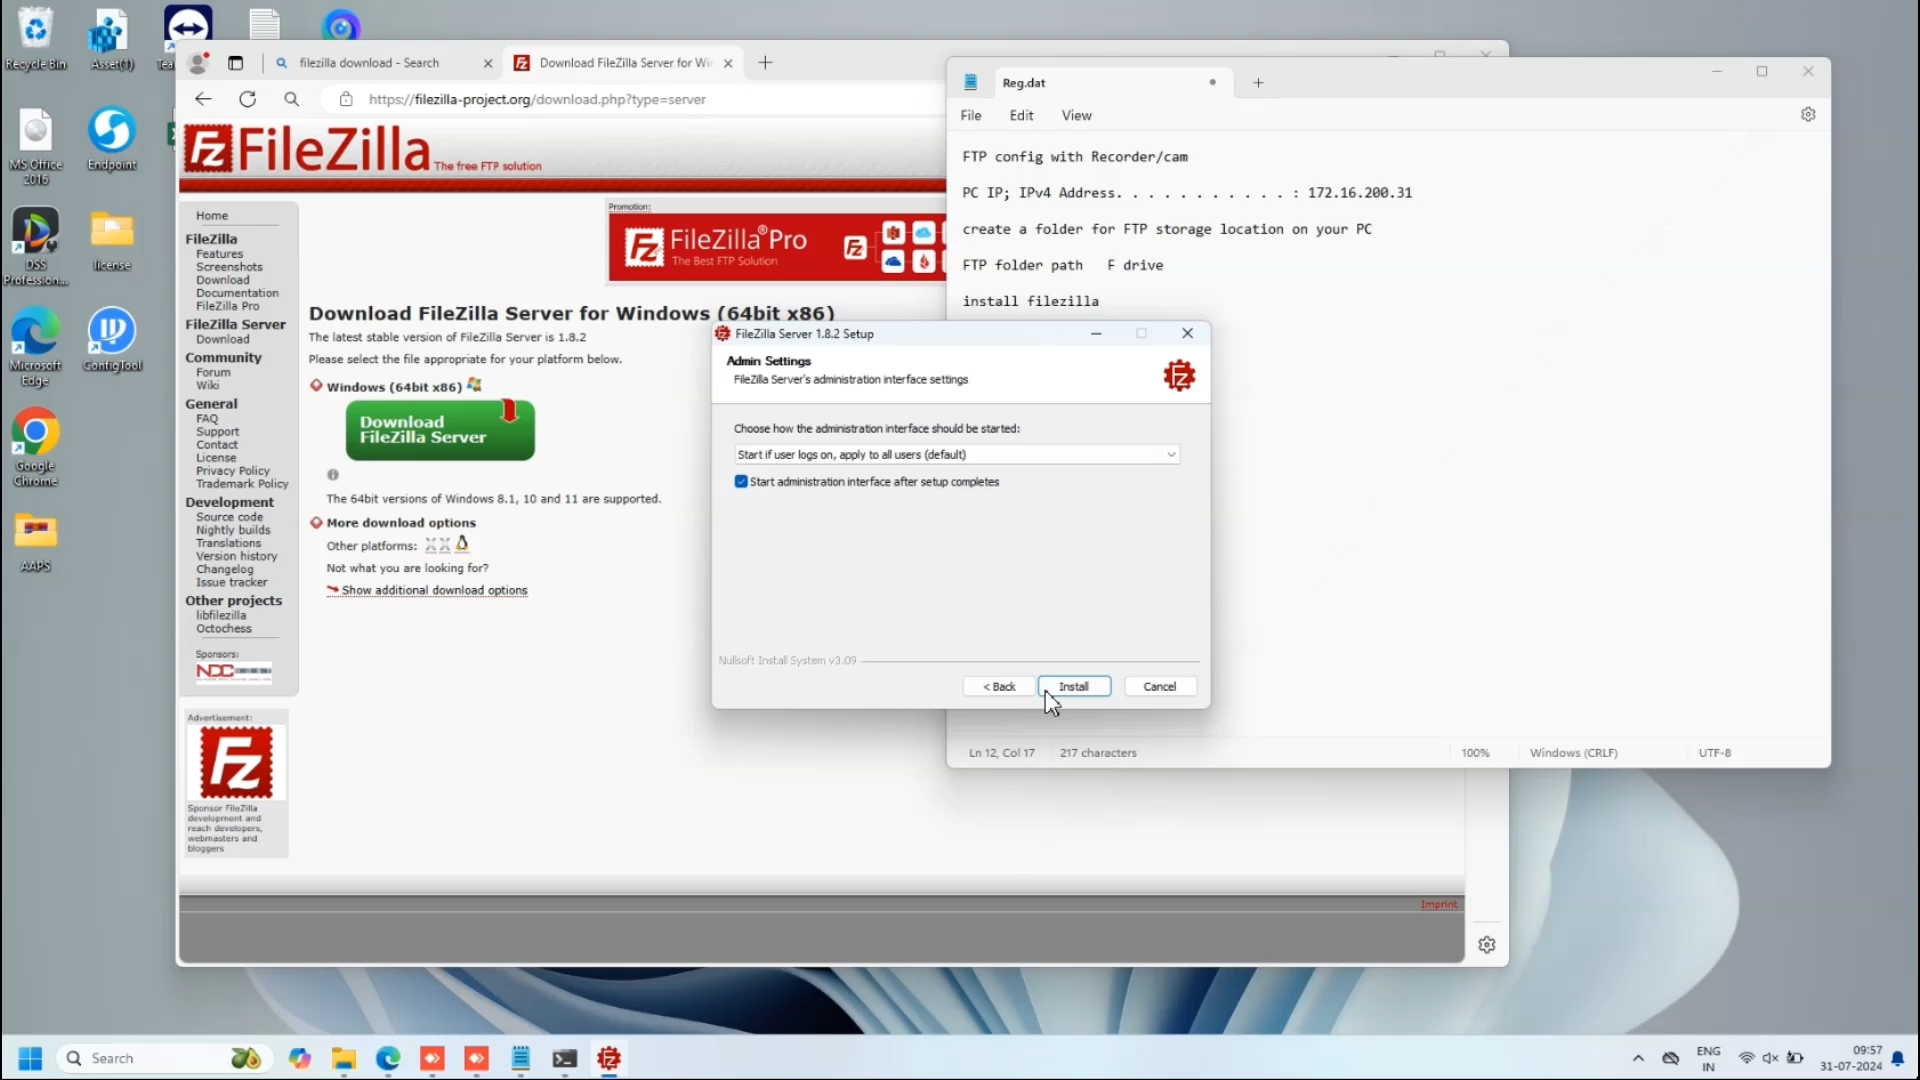 Recycle Bin
Asset(1)
MS Office
2016
Endpoint
DSS
Profession...
license
Microsoft
Edge
ConfigTool
Google
Chrome
AAPS
filezilla download - Search
Download FileZilla Server for Wi
https://filezilla-project.org/download.php?type=server
FileZilla The free FTP solution
Home
FileZilla
Features
Screenshots
Download
Documentation
FileZilla Pro
FileZilla Server
Download
Community
Forum
Wiki
General
FAQ
Support
Contact
License
Privacy Policy
Trademark Policy
Development
Source code
Nightly builds
Translations
Version history
Changelog
Issue tracker
Other projects
libfilezilla
Octochess
Sponsors:
NDC
Advertisement:
Fz
Sponsor FileZilla
development and
reach developers,
webmasters and
bloggers
Promotion:
FileZilla®Pro
The Best FTP Solution
Download FileZilla Server for Windows (64bit x86)
The latest stable version of FileZilla Server is 1.8.2
Please select the file appropriate for your platform below.
Windows (64bit x86)
Download
FileZilla Server
The 64bit versions of Windows 8.1, 10 and 11 are supported.
More download options
Other platforms:
Not what you are looking for?
Show additional download options
Imprint
Reg.dat
File Edit View
FTP config with Recorder/cam
PC IP; IPv4 Address. . . . . . . . . . . : 172.16.200.31
create a folder for FTP storage location on your PC
FTP folder path   F drive
install filezilla
Ln 12, Col 17 217 characters 100% Windows (CRLF) UTF-8
FileZilla Server 1.8.2 Setup
Admin Settings
FileZilla Server's administration interface settings
Choose how the administration interface should be started:
Start if user logs on, apply to all users (default)
Start administration interface after setup completes
Nullsoft Install System v3.09
< Back Install Cancel
Search
ENG
IN
09:57
31-07-2024